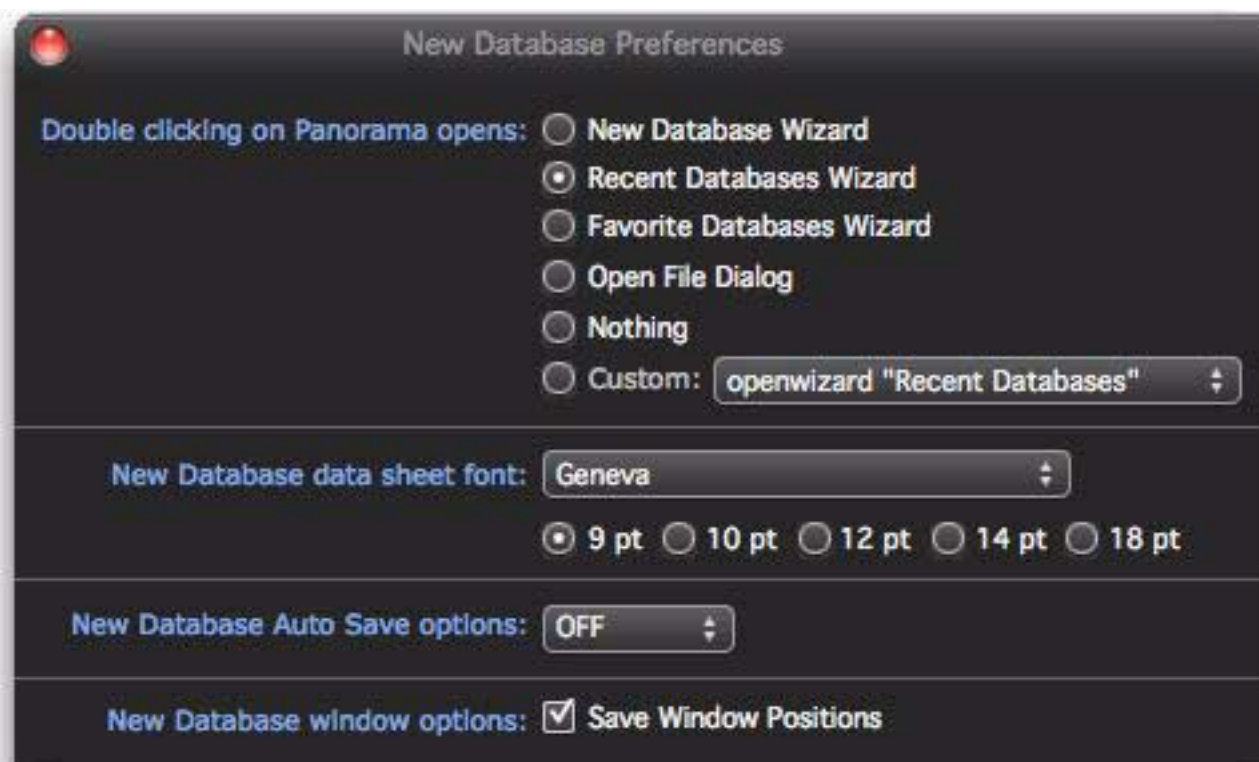 New Database Preferences
Double clicking on Panorama opens: New Database Wizard
Recent Databases Wizard
Favorite Databases Wizard
Open File Dialog
Nothing
Custom: openwizard "Recent Databases"
New Database data sheet font: Geneva
9 pt 10 pt 12 pt 14 pt 18 pt
New Database Auto Save options: OFF
New Database window options: Save Window Positions